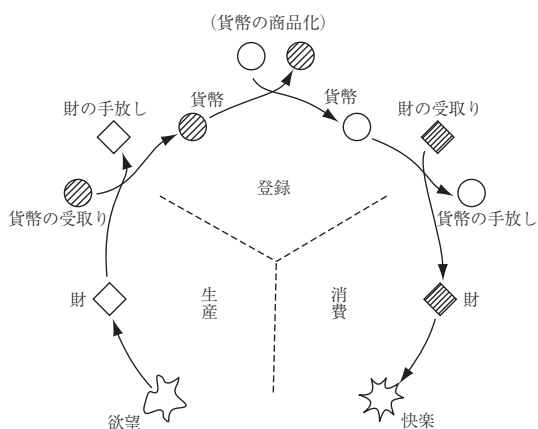 （貨幣の商品化）
貨幣
貨幣
財の手放し
財の受取り
貨幣の受取り
登録
貨幣の手放し
財
生産
消費
財
欲望
快楽